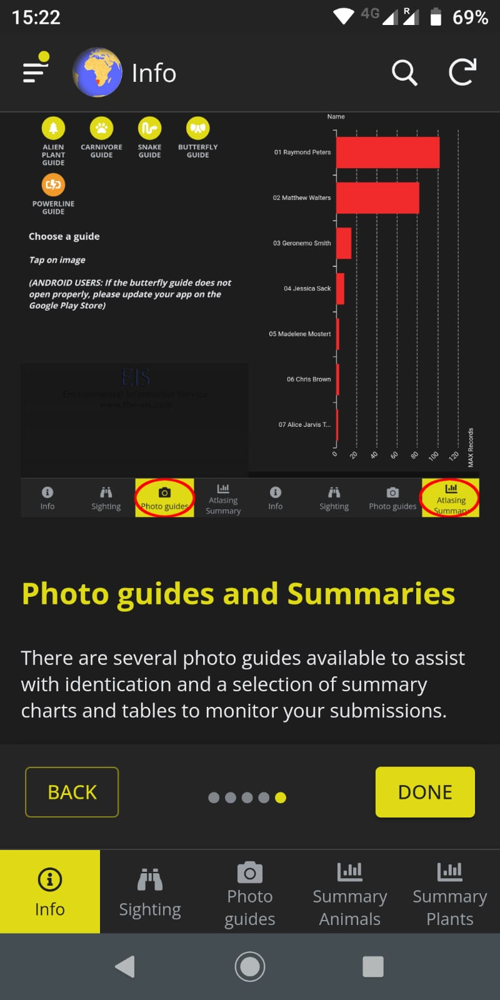 15:22
4G
R
69%
Info
ALIEN
PLANT
GUIDE
CARNIVORE
GUIDE
SNAKE
GUIDE
BUTTERFLY
GUIDE
POWERLINE
GUIDE
Choose a guide
Tap on image
(ANDROID USERS: If the butterfly guide does not
open properly, please update your app on the
Google Play Store)
EIS
Environmental Information Service
www.the-eis.com
Name
01 Raymond Peters
02 Matthew Walters
03 Geronemo Smith
04 Jessica Sack
05 Madelene Mostert
06 Chris Brown
07 Alice Jarvis T...
0 20 40 60 80 100 120
MAX Records
Info
Sighting
Photo guides
Atlasing
Summary
Info
Sighting
Photo guides
Atlasing
Summary
Photo guides and Summaries
There are several photo guides available to assist
with identication and a selection of summary
charts and tables to monitor your submissions.
BACK
DONE
Info
Sighting
Photo
guides
Summary
Animals
Summary
Plants